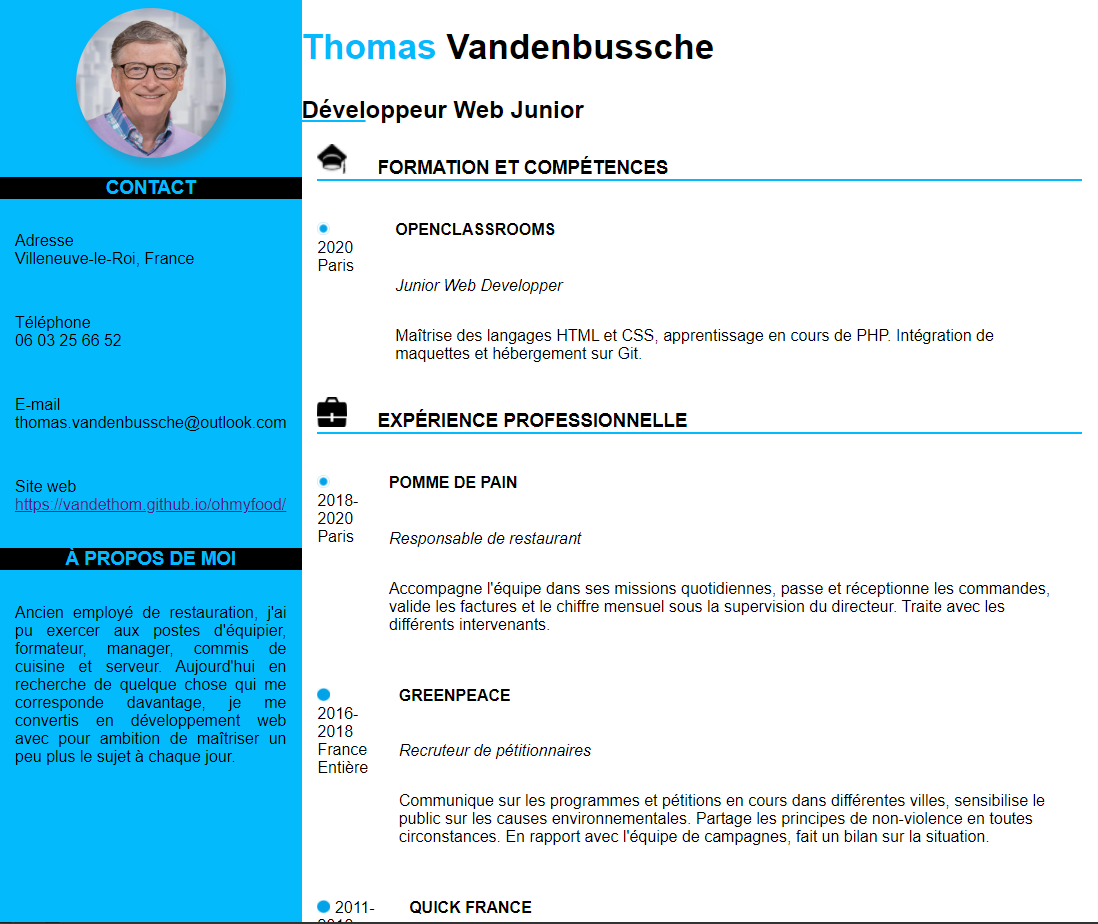 Thomas Vandenbussche
Développeur Web Junior
CONTACT
Adresse
Villeneuve-le-Roi, France
Téléphone
06 03 25 66 52
E-mail
thomas.vandenbussche@outlook.com
Site web
https://vandethom.github.io/ohmyfood/
À PROPOS DE MOI
Ancien employé de restauration, j'ai
pu exercer aux postes d'équipier,
formateur, manager, commis de
cuisine et serveur. Aujourd'hui en
recherche de quelque chose qui me
corresponde davantage, je me
convertis en développement web
avec pour ambition de maîtriser un
peu plus le sujet à chaque jour.
FORMATION ET COMPÉTENCES
2020
Paris
OPENCLASSROOMS
Junior Web Developper
Maîtrise des langages HTML et CSS, apprentissage en cours de PHP. Intégration de
maquettes et hébergement sur Git.
EXPÉRIENCE PROFESSIONNELLE
2018-
2020
Paris
POMME DE PAIN
Responsable de restaurant
Accompagne l'équipe dans ses missions quotidiennes, passe et réceptionne les commandes,
valide les factures et le chiffre mensuel sous la supervision du directeur. Traite avec les
différents intervenants.
2016-
2018
France
Entière
GREENPEACE
Recruteur de pétitionnaires
Communique sur les programmes et pétitions en cours dans différentes villes, sensibilise le
public sur les causes environnementales. Partage les principes de non-violence en toutes
circonstances. En rapport avec l'équipe de campagnes, fait un bilan sur la situation.
2011-
QUICK FRANCE